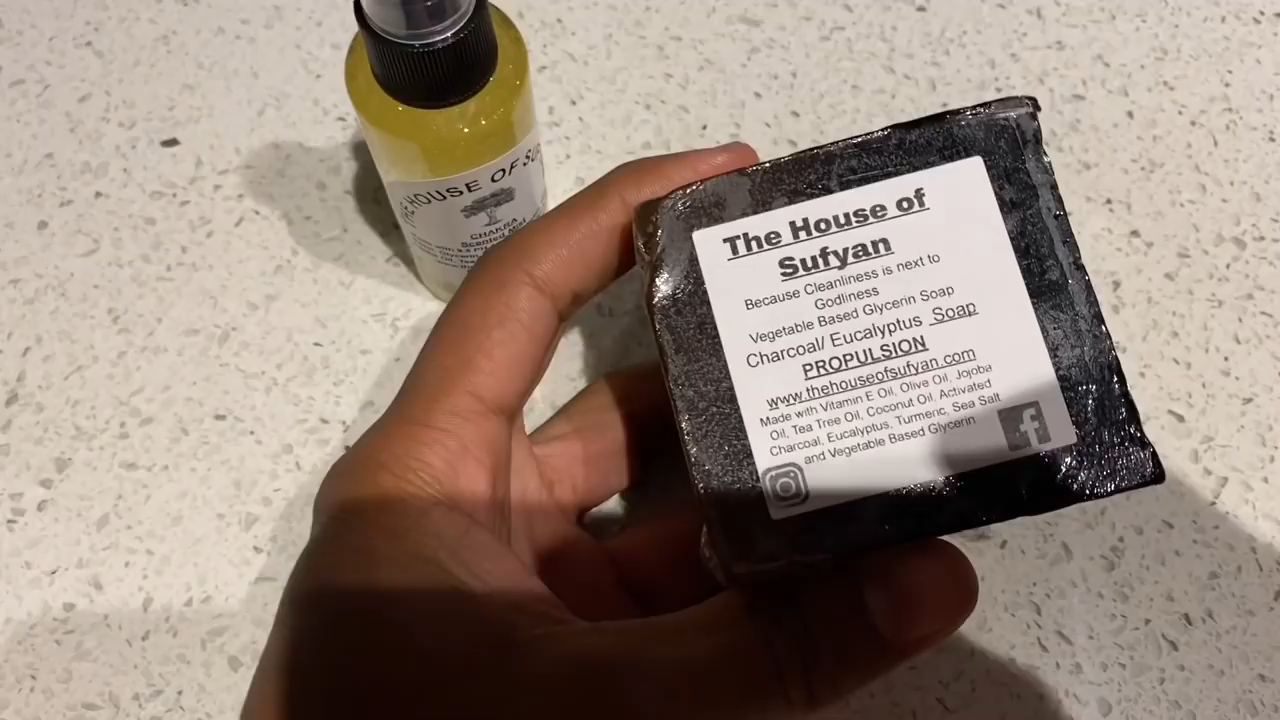 THE HOUSE OF
CHAKRA
Scented Mist
The House of
Sufyan
Because Cleanliness is next to
Godliness
Vegetable Based Glycerin Soap
Charcoal/ Eucalyptus Soap
PROPULSION
www.thehouseofsufyan.com
Made with Vitamin E Oil, Olive Oil, Jojoba
Oil, Tea Tree Oil, Coconut Oil, Activated
Charcoal, Eucalyptus, Turmeric, Sea Salt
and Vegetable Based Glycerin